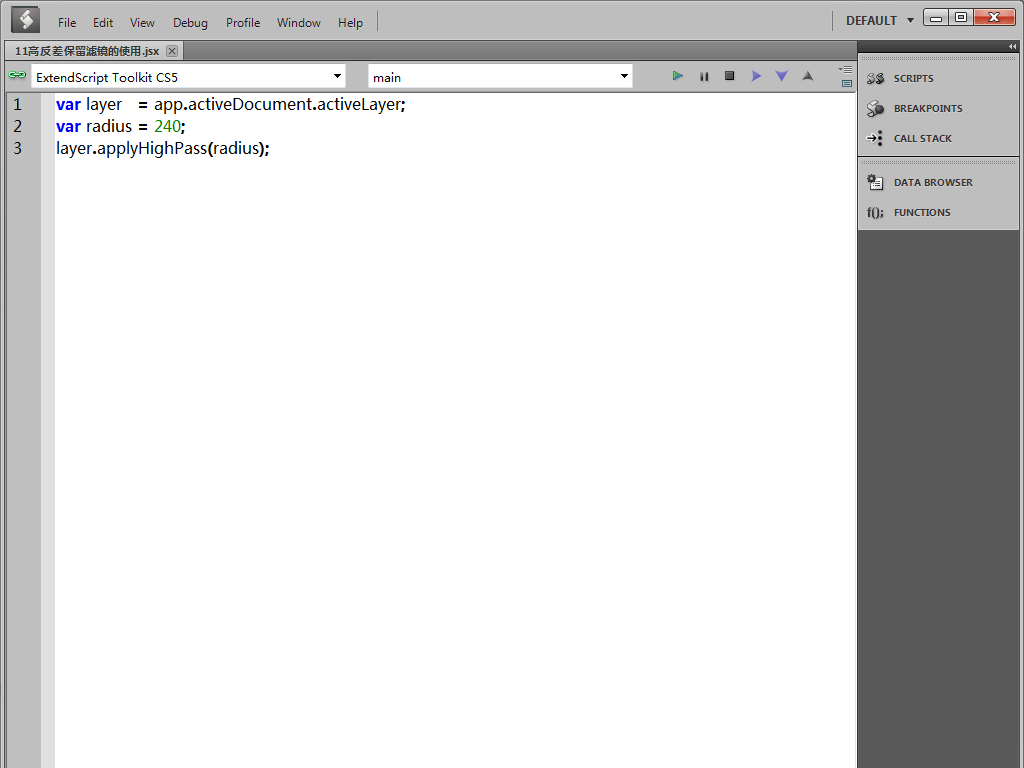 File Edit View Debug Profile Window Help DEFAULT
11高反差保留濾鏡的使用.jsx
ExtendScript Toolkit CS5 main
1 var layer = app.activeDocument.activeLayer;
2 var radius = 240;
3 layer.applyHighPass(radius);
SCRIPTS
BREAKPOINTS
CALL STACK
DATA BROWSER
f(); FUNCTIONS